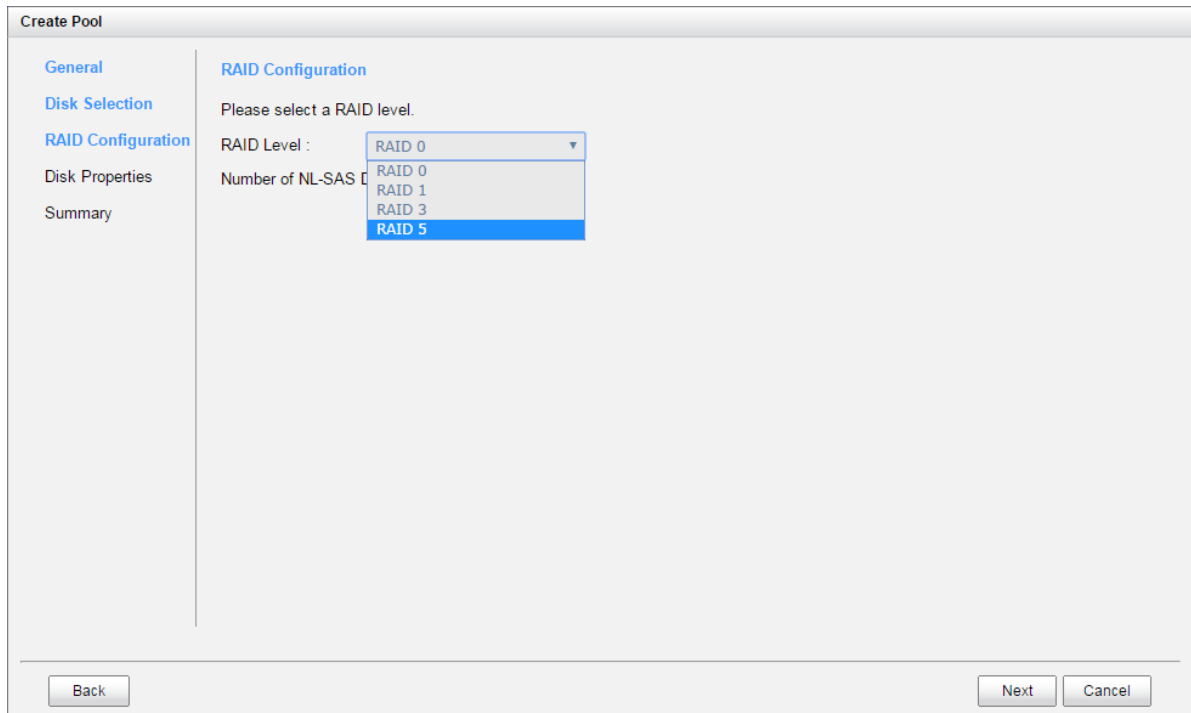 Create Pool
General
Disk Selection
RAID Configuration
Disk Properties
Summary
RAID Configuration
Please select a RAID level.
RAID Level :
RAID 0
RAID 0
RAID 1
RAID 3
RAID 5
Number of NL-SAS
Back
Next
Cancel